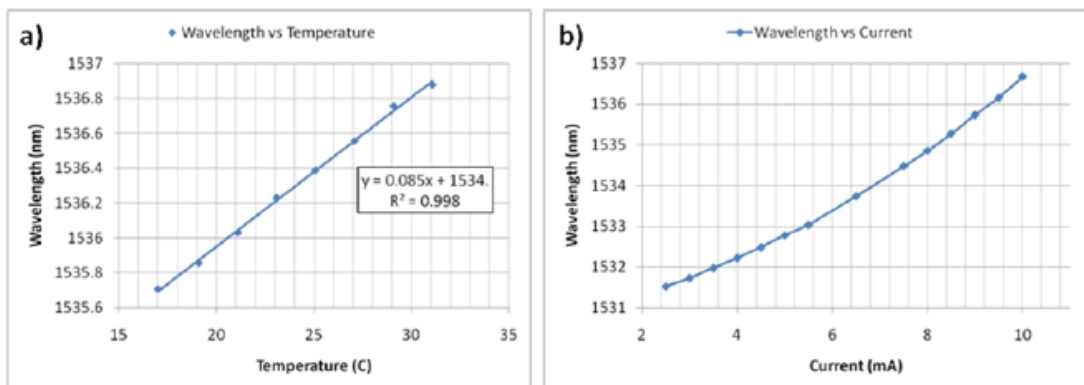 a)
Wavelength vs Temperature
1537
1536.8
1536.6
1536.4
1536.2
1536
1535.8
1535.6
Wavelength (nm)
y = 0.085x + 1534.
R² = 0.998
15 20 25 30 35
Temperature (C)
b)
Wavelength vs Current
1537
1536
1535
1534
1533
1532
1531
Wavelength (nm)
2 4 6 8 10
Current (mA)